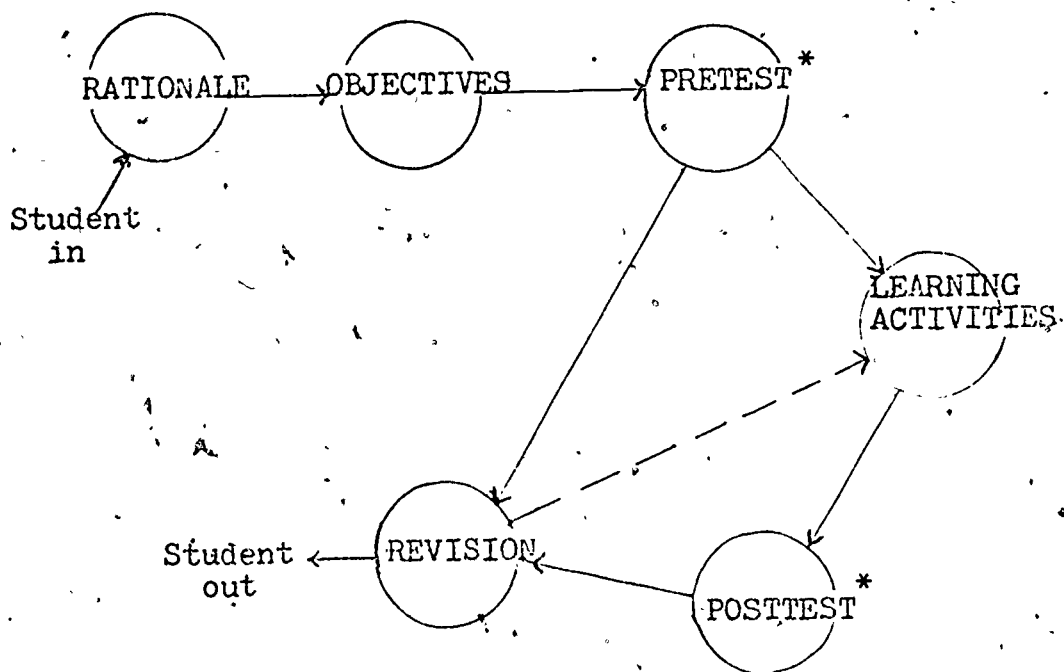 RATIONALE
OBJECTIVES
PRETEST*
Student
in
LEARNING
ACTIVITIES
Student
out
REVISION
POSTTEST*